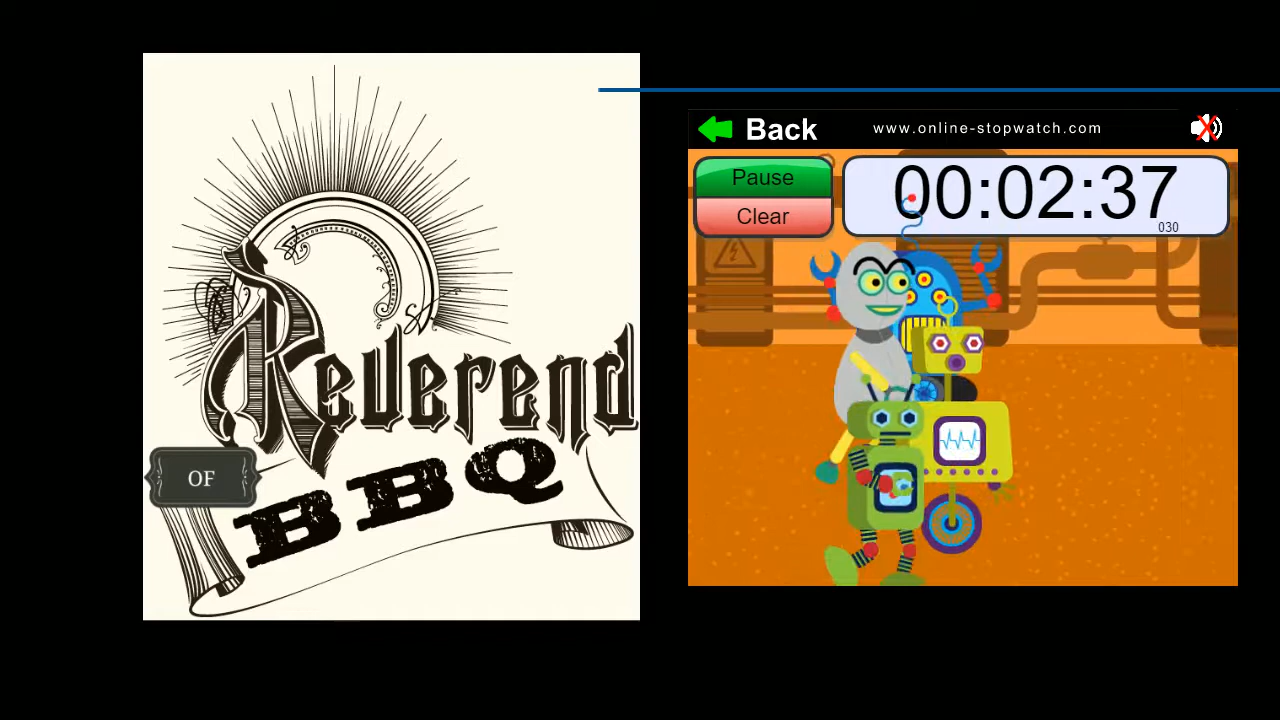 Reverend
OF
BBQ
Back
www.online-stopwatch.com
Pause
Clear
00:02:37
030